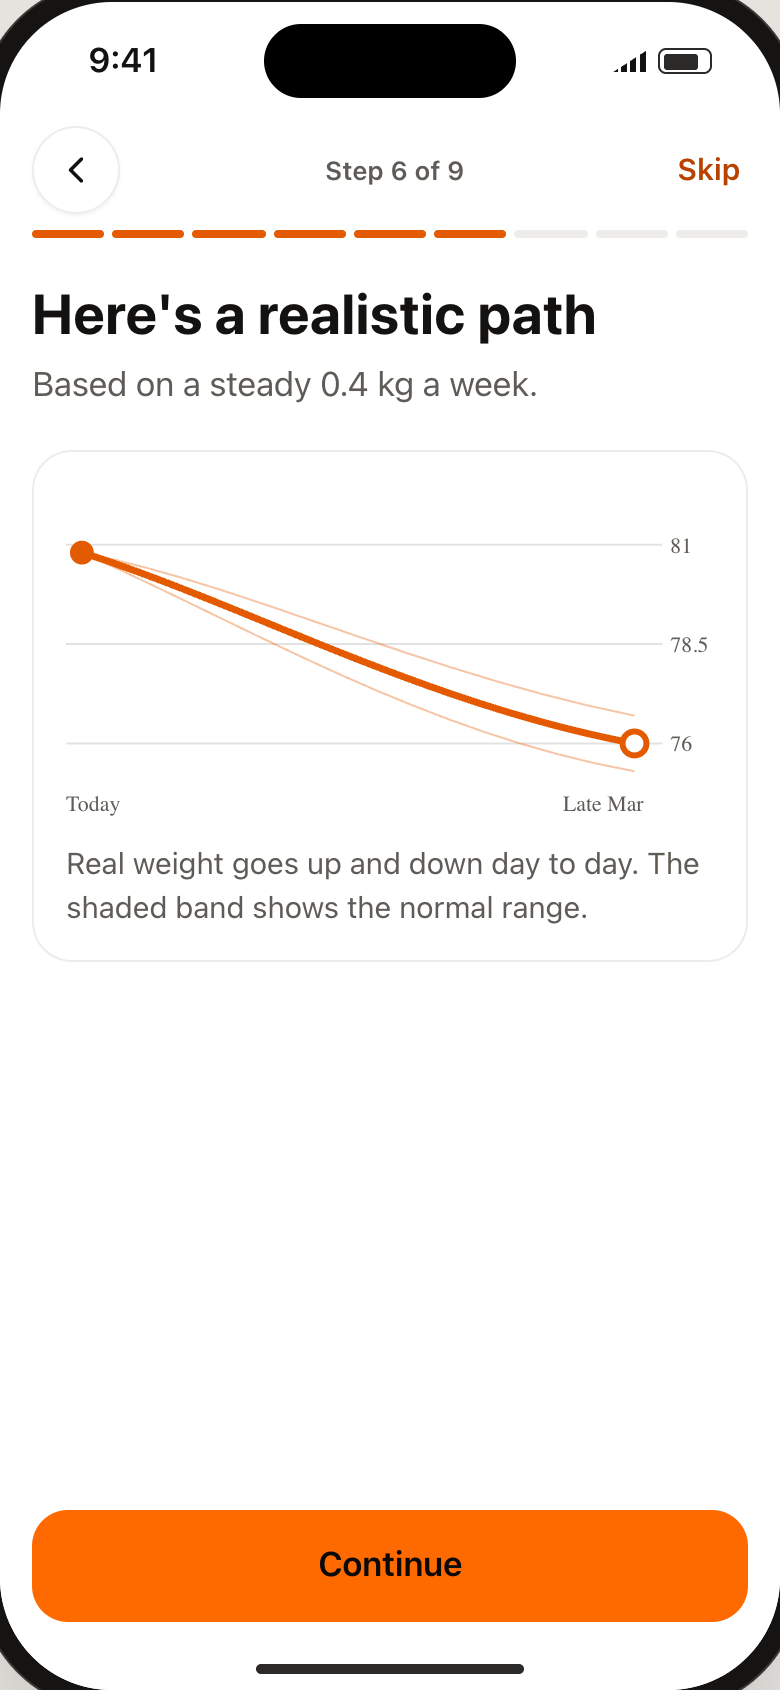 9:41
Step 6 of 9
Skip
Here's a realistic path
Based on a steady 0.4 kg a week.
81
78.5
76
Today
Late Mar
Real weight goes up and down day to day. The
shaded band shows the normal range.
Continue